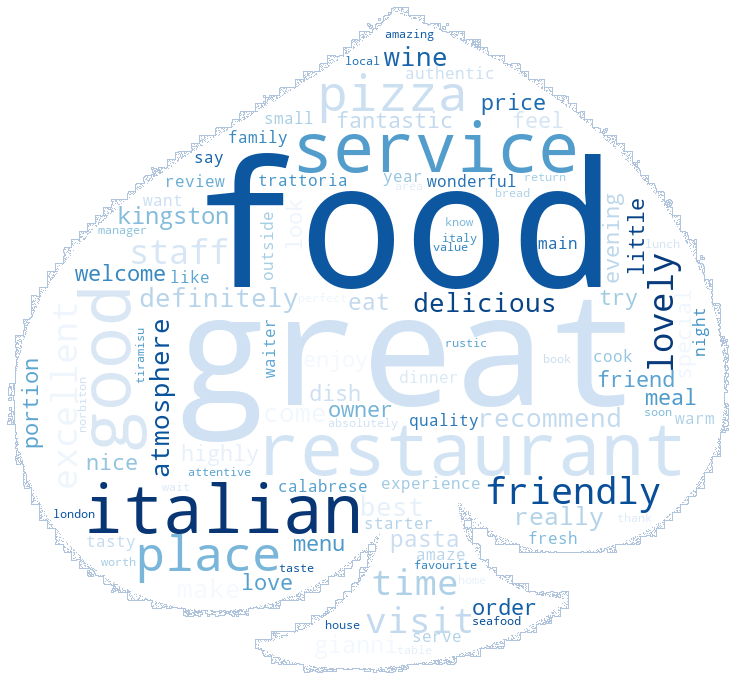 amazing
local wine
authentic
pizza price
small fantastic feel
family service
say
review trattoria year wonderful return
area bread
want look
kingston know
manager outside italy main evening little
staff value
welcome like
definitely eat delicious try lovely
perfect
good great special night
tiramisu rustic
excellent atmosphere waiter enjoy book cook lunch
dinner friend
norbiton dish meal
portion come owner soon
absolutely quality recommend warm
nice highly restaurant
attentive
wait calabrese experience friendly
london italian best
starter really thank
tasty pasta fresh
worth place menu amaze
taste favourite
make love time home
order
house visit seafood
gianni serve
table